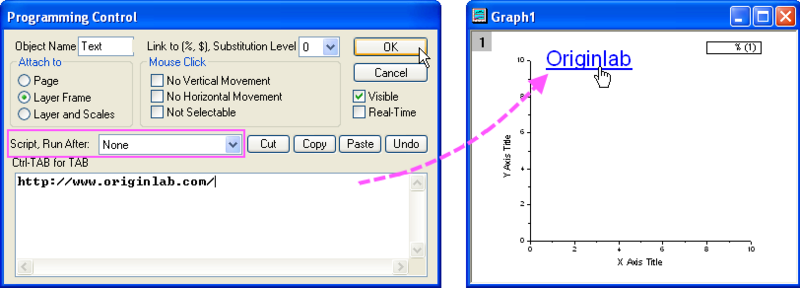 Programming Control
Object Name Text Link to (%, $), Substitution Level 0 OK
Attach to Mouse Click Cancel
Page No Vertical Movement
Layer Frame No Horizontal Movement Visible
Layer and Scales Not Selectable Real-Time
Script, Run After: None Cut Copy Paste Undo
Ctrl-TAB for TAB
http://www.originlab.com/
Graph1
1
% (1)
Originlab
10
8
6
4
2
0
Y Axis Title
0 2 4 6 8 10
X Axis Title